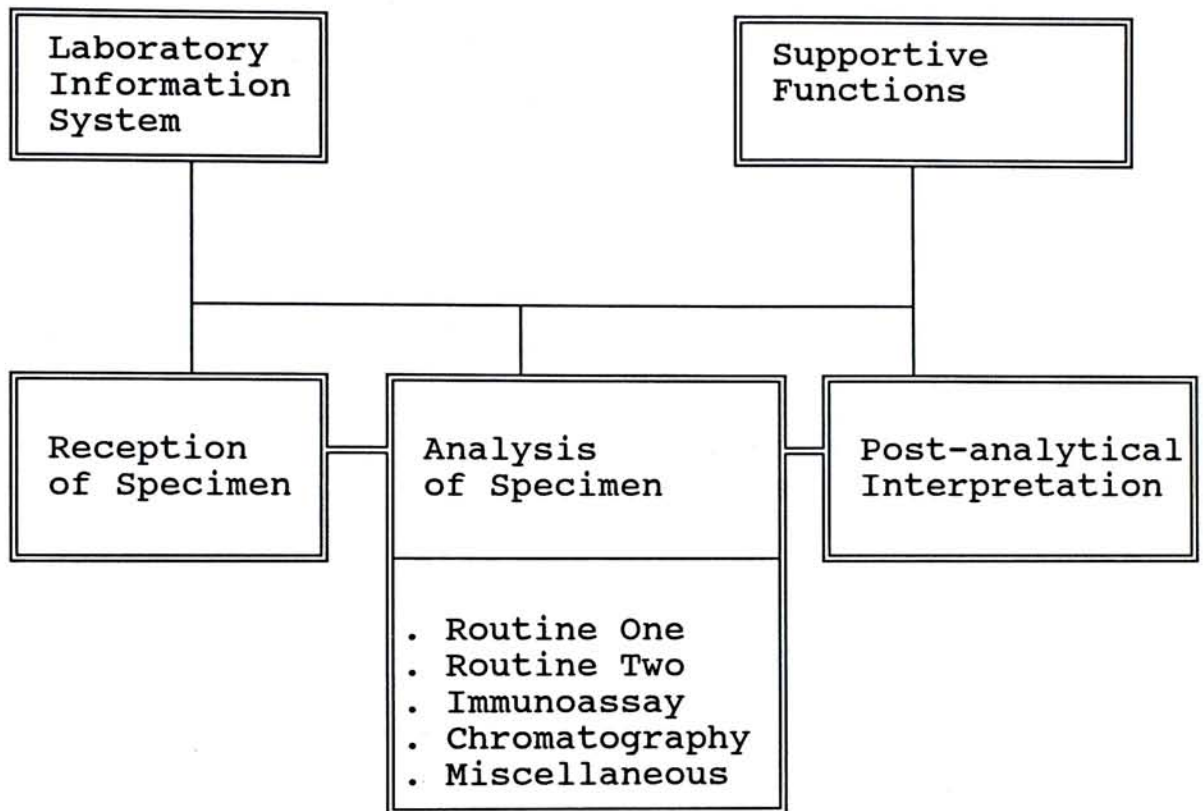 Laboratory
Information
System
Supportive
Functions
Reception
of Specimen
Analysis
of Specimen
Post-analytical
Interpretation
. Routine One
. Routine Two
. Immunoassay
. Chromatography
. Miscellaneous